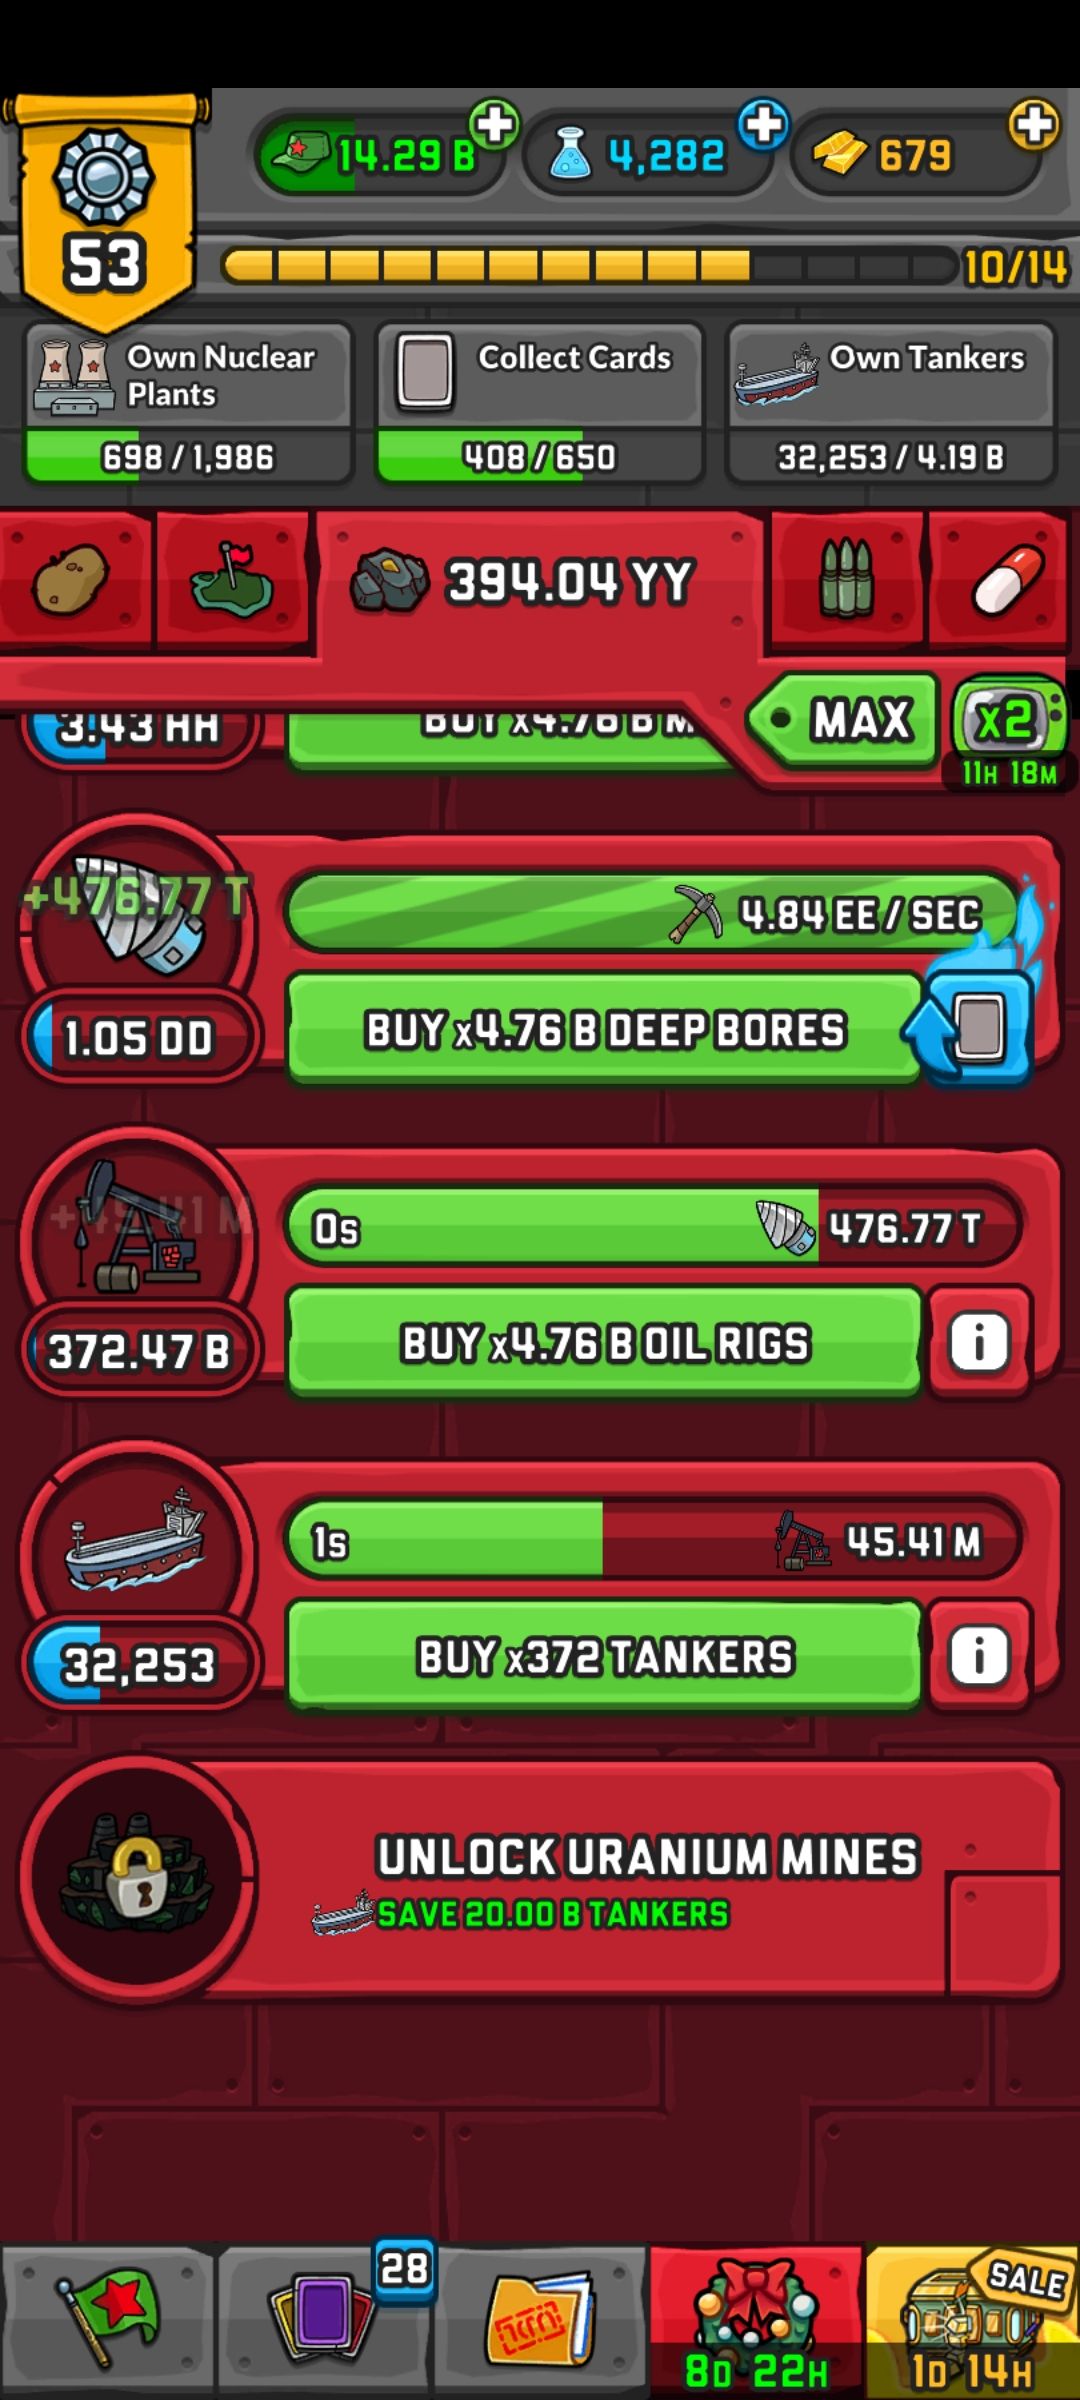 14.29 B
4,282
679
53
10/14
Own Nuclear
Plants
698 / 1,986
Collect Cards
408 / 650
Own Tankers
32,253 / 4.19 B
394.04 YY
MAX
x2
11H 18M
3.43 HH
BUY x4.76 B M
+476.77 T
4.84 EE / SEC
1.05 DD
BUY x4.76 B DEEP BORES
+45.41 M
0s
476.77 T
372.47 B
BUY x4.76 B OIL RIGS
i
1s
45.41 M
32,253
BUY x372 TANKERS
i
UNLOCK URANIUM MINES
SAVE 20.00 B TANKERS
28
SALE
8D 22H
1D 14H